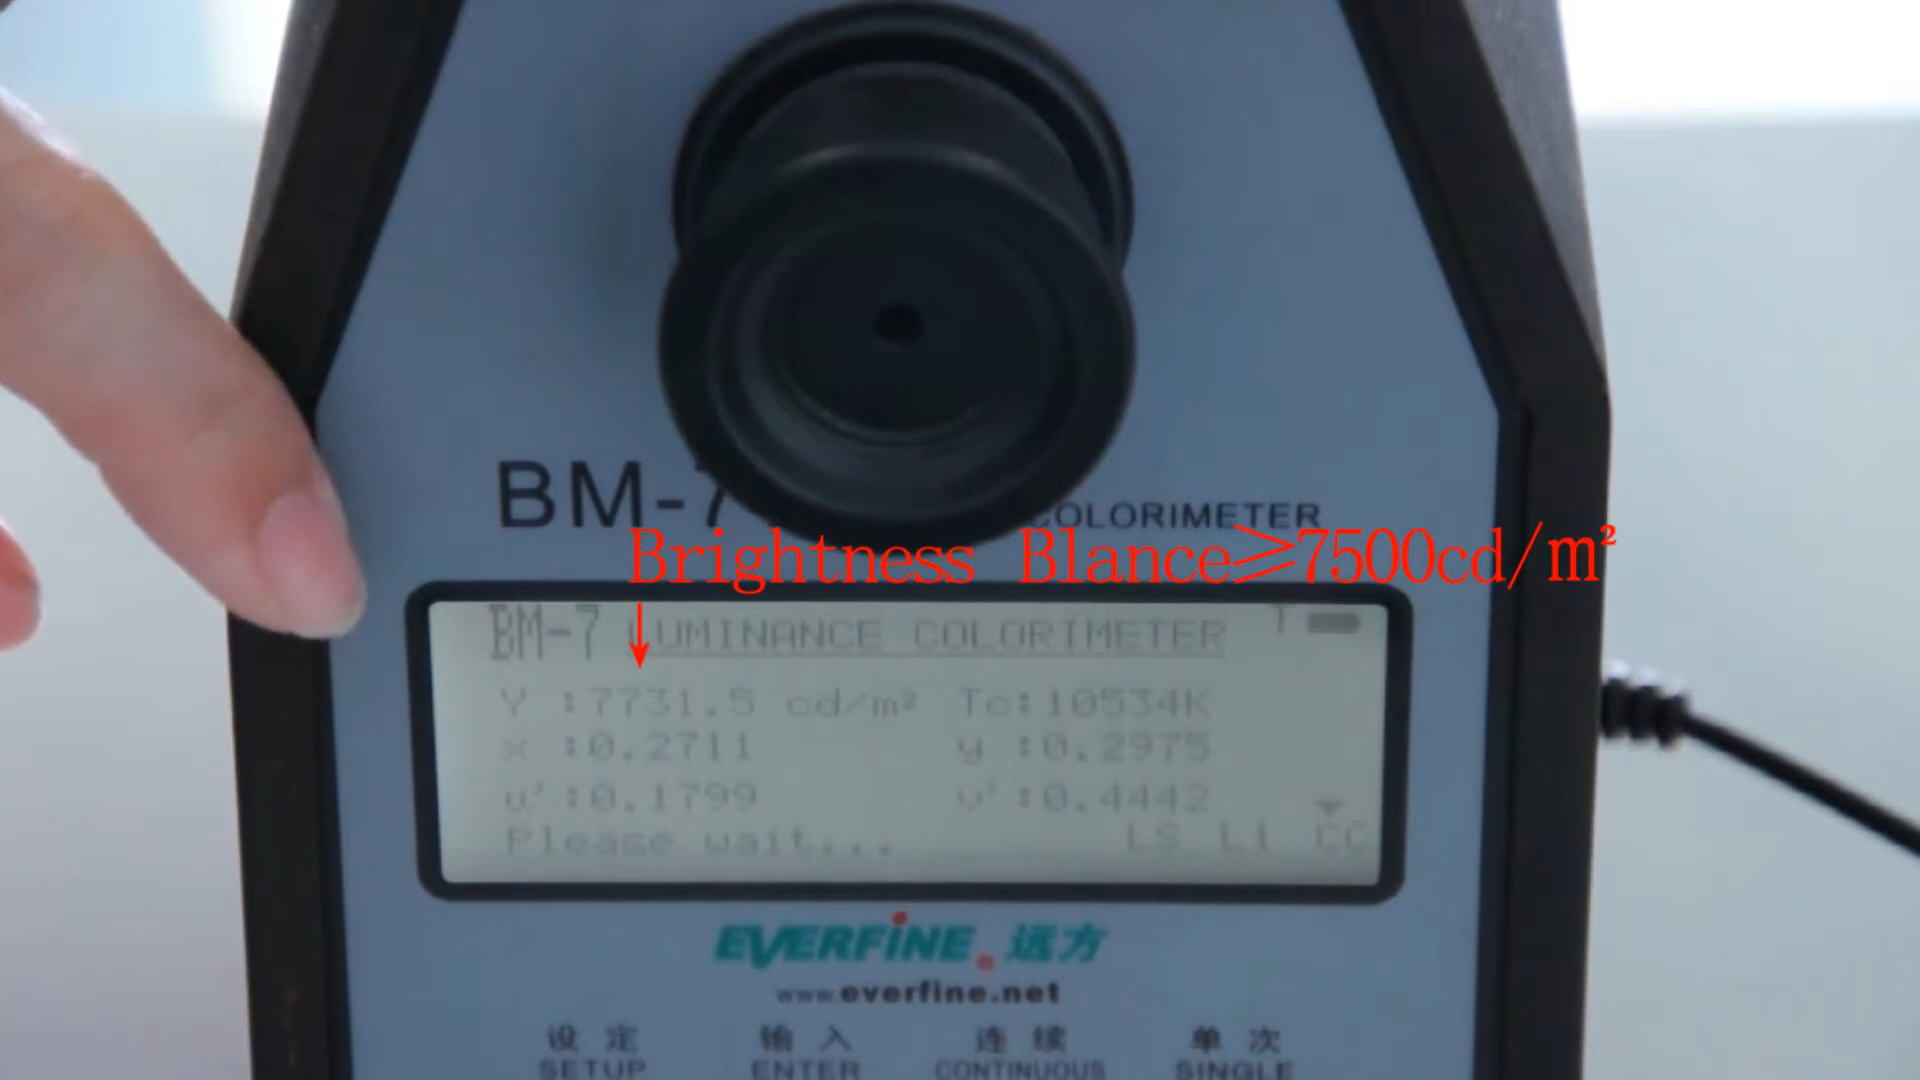 BM-7
COLORIMETER
Brightness Blance≥7500cd/m²
BM-7 LUMINANCE COLORIMETER T
Y :7731.5 cd/m² Tc:10534K
x :0.2711 y :0.2975
u':0.1799 v':0.4442
Please wait... LS L1 CC
EVERFINE 远方
www.everfine.net
设 定 输 入 连 续 单 次
SETUP ENTER CONTINUOUS SINGLE